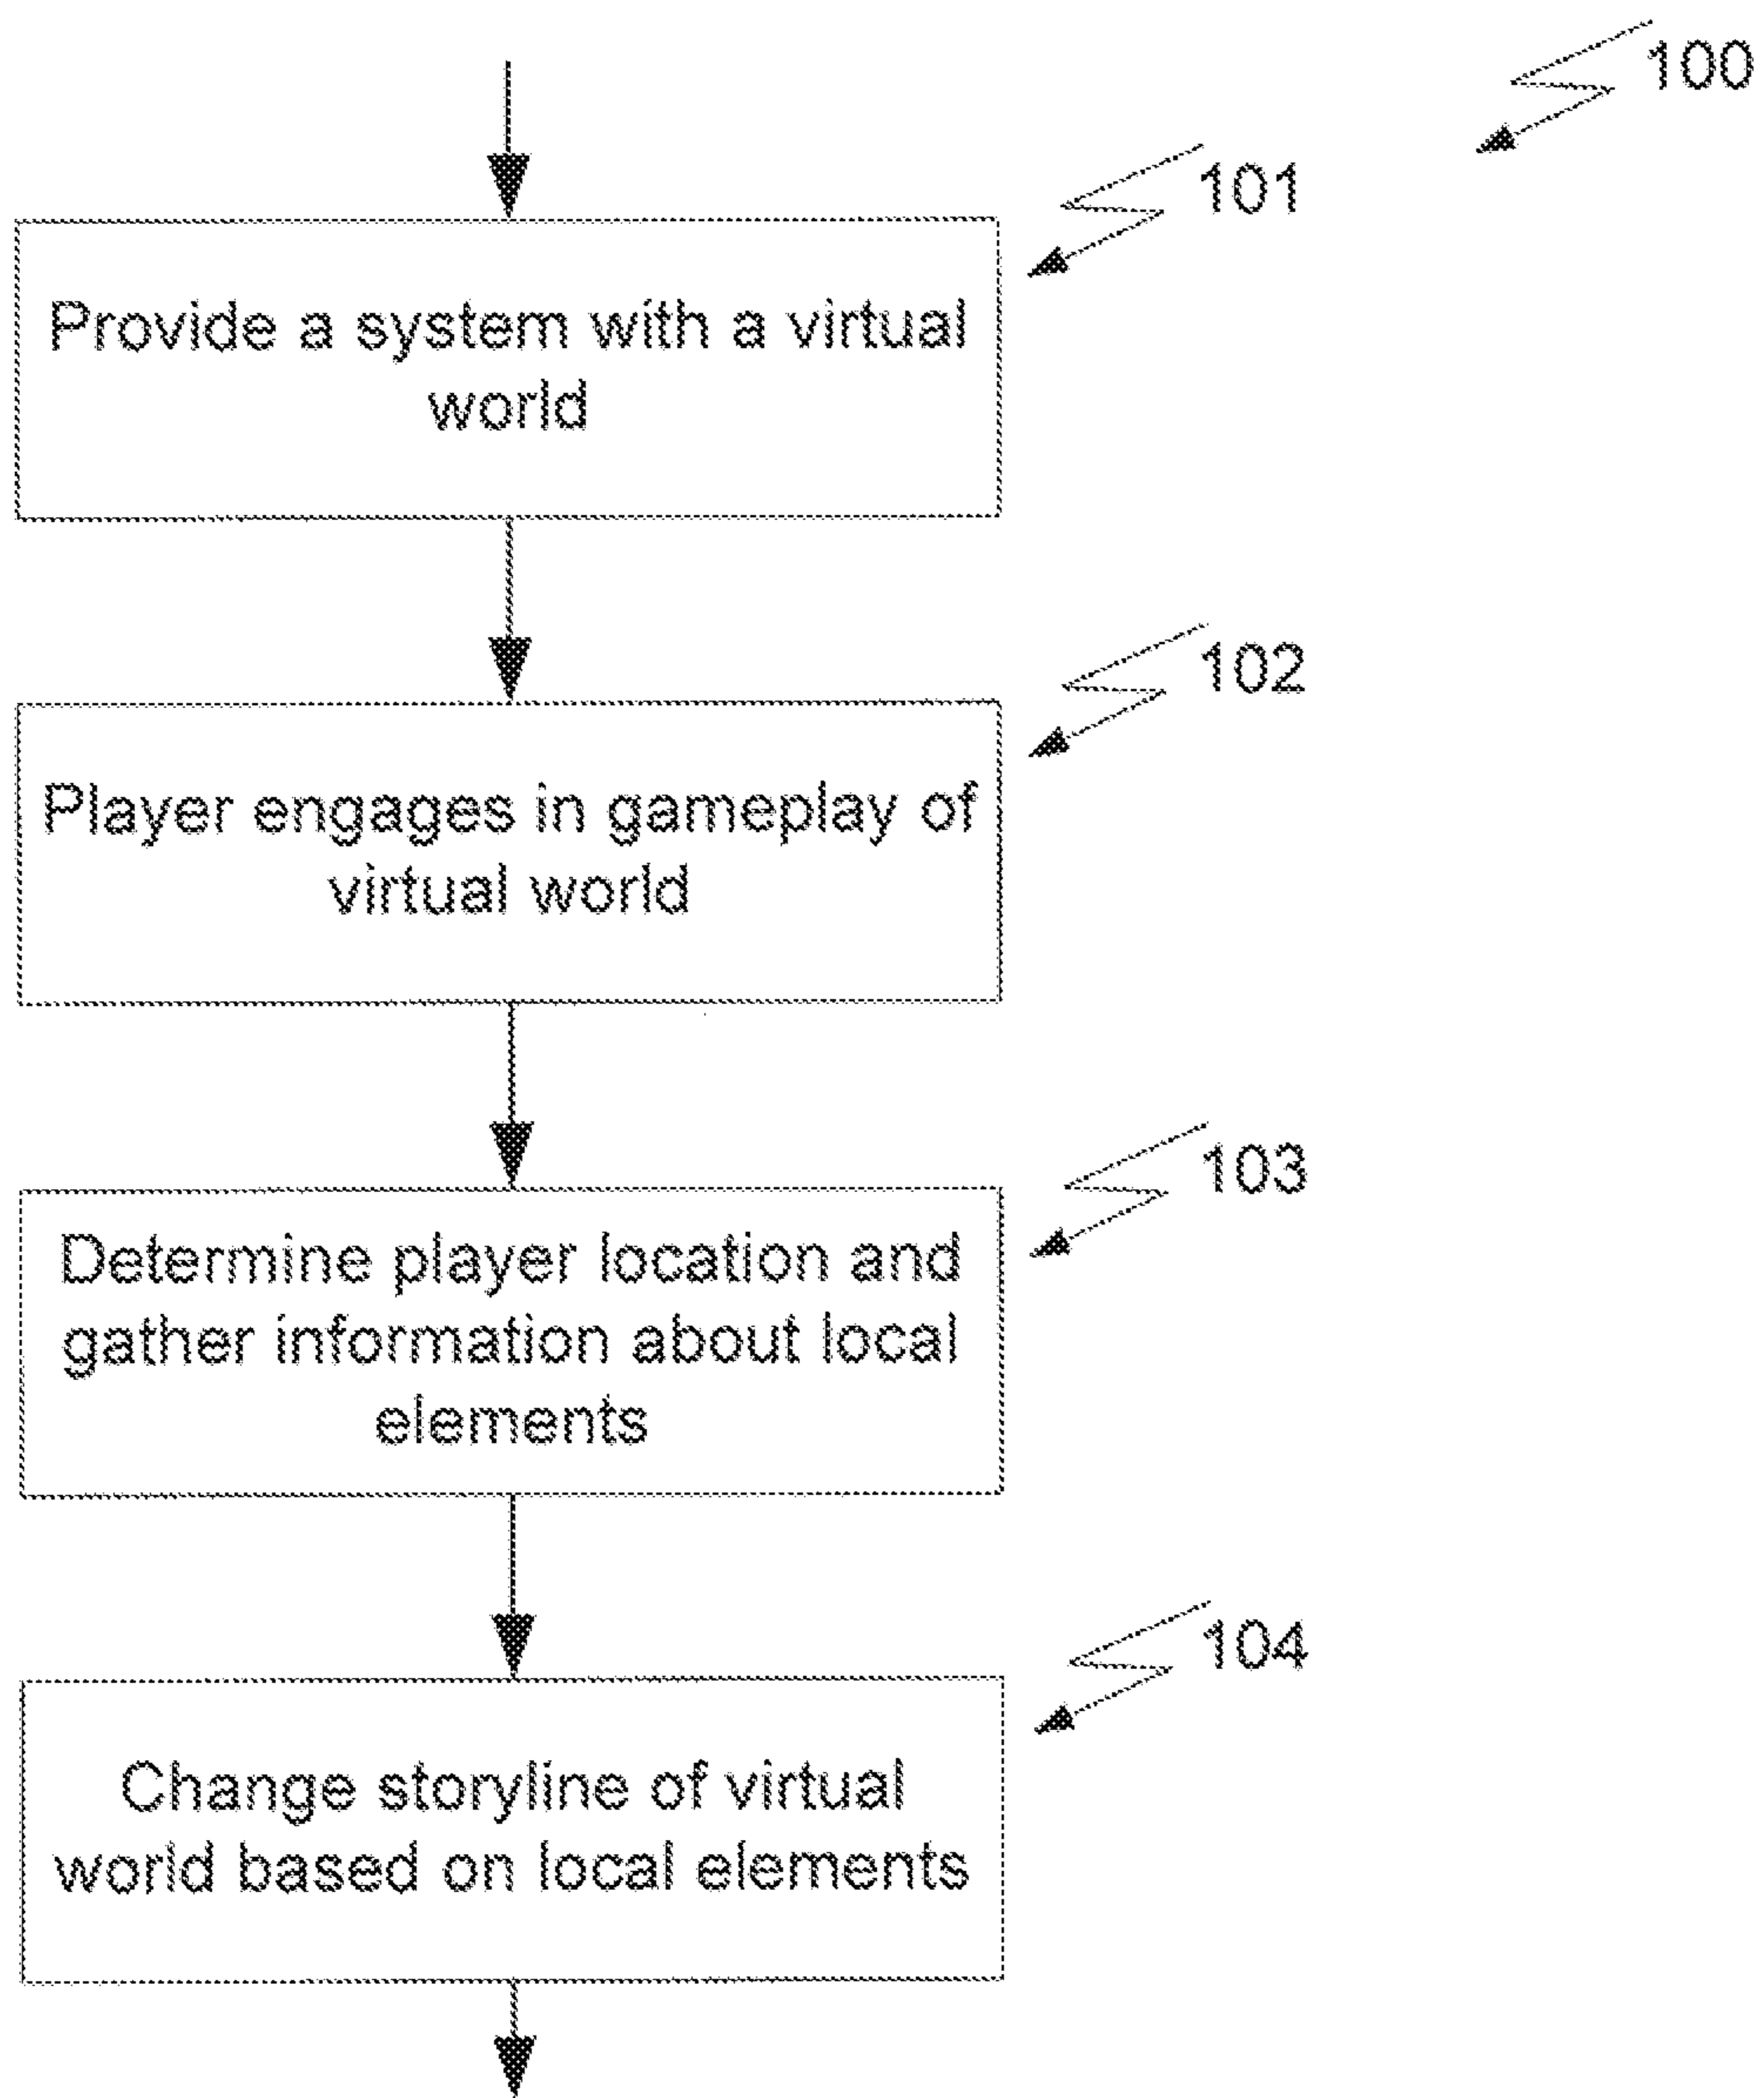 100
101
Provide a system with a virtual
world
102
Player engages in gameplay of
virtual world
103
Determine player location and
gather information about local
elements
104
Change storyline of virtual
world based on local elements